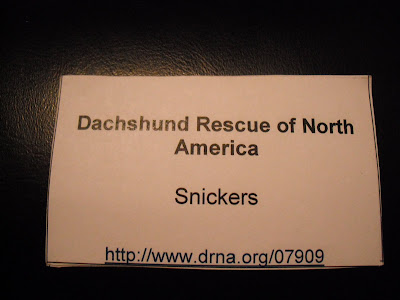 Dachshund Rescue of North
America
Snickers
http://www.drna.org/07909